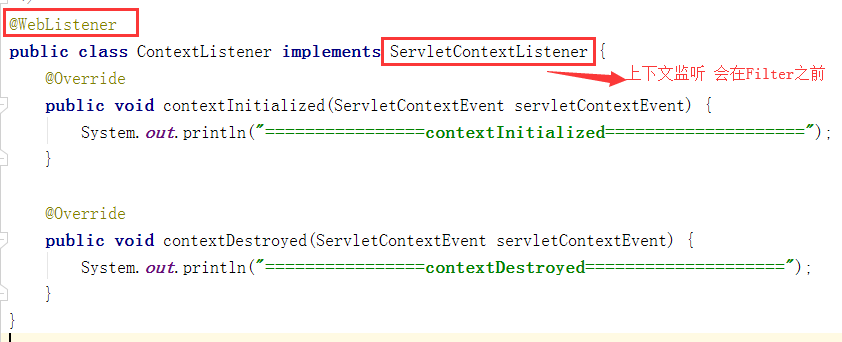 @WebListener
public class ContextListener implements ServletContextListener {
@Override
上下文监听 会在Filter之前
public void contextInitialized(ServletContextEvent servletContextEvent) {
System.out.println("================contextInitialized====================");
}
@Override
public void contextDestroyed(ServletContextEvent servletContextEvent) {
System.out.println("================contextDestroyed====================");
}
}